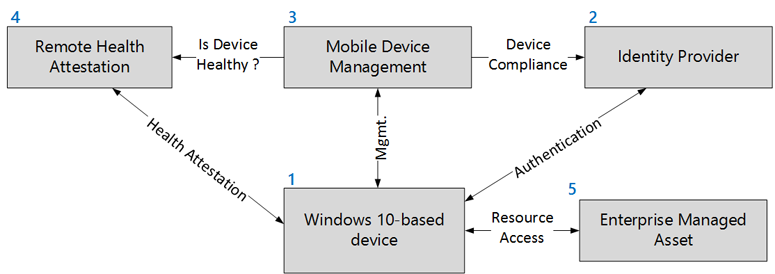 4
Remote Health
Attestation
Is Device
Healthy ?
3
Mobile Device
Management
Device
Compliance
2
Identity Provider
Health Attestation
Mgmt.
Authentication
1
Windows 10-based
device
Resource
Access
5
Enterprise Managed
Asset